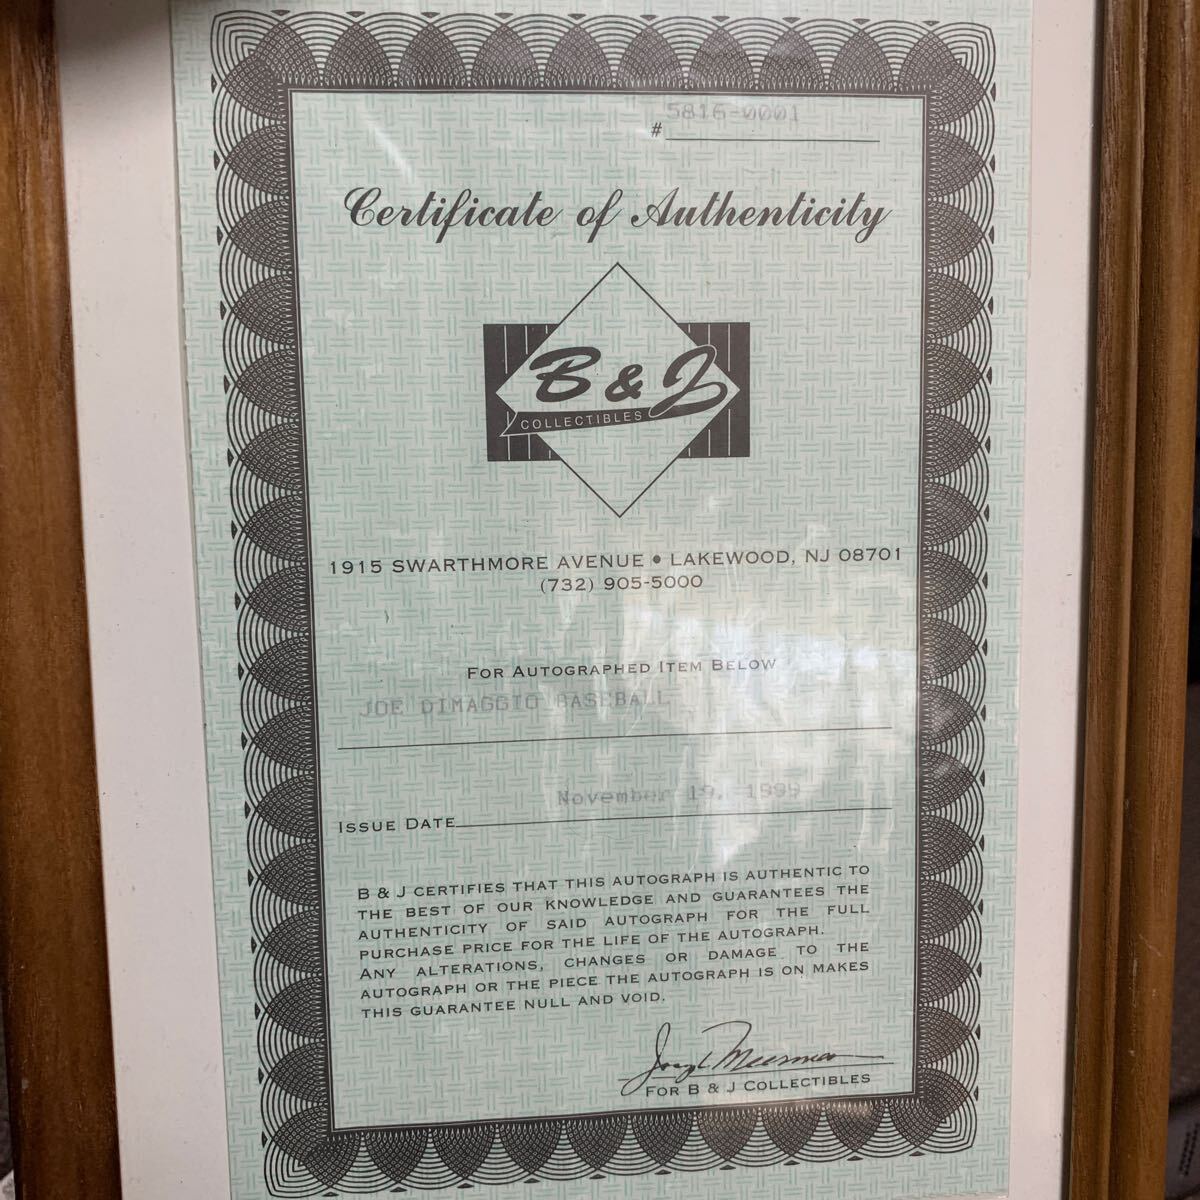 # 5816-0001
Certificate of Authenticity
B & J
COLLECTIBLES
1915 SWARTHMORE AVENUE • LAKEWOOD, NJ 08701
(732) 905-5000
FOR AUTOGRAPHED ITEM BELOW
JOE DIMAGGIO BASEBALL
November 19, 1999
ISSUE DATE
B & J CERTIFIES THAT THIS AUTOGRAPH IS AUTHENTIC TO
THE BEST OF OUR KNOWLEDGE AND GUARANTEES THE
AUTHENTICITY OF SAID AUTOGRAPH FOR THE FULL
PURCHASE PRICE FOR THE LIFE OF THE AUTOGRAPH.
ANY ALTERATIONS, CHANGES OR DAMAGE TO THE
AUTOGRAPH OR THE PIECE THE AUTOGRAPH IS ON MAKES
THIS GUARANTEE NULL AND VOID.
FOR B & J COLLECTIBLES